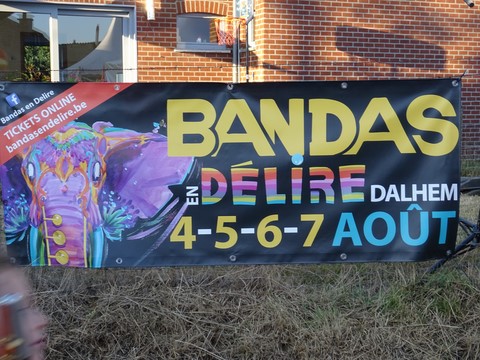 Bandas en Délire
TICKETS ONLINE
bandasendelire.be
BANDAS
EN DÉLIRE DALHEM
4-5-6-7 AOÛT